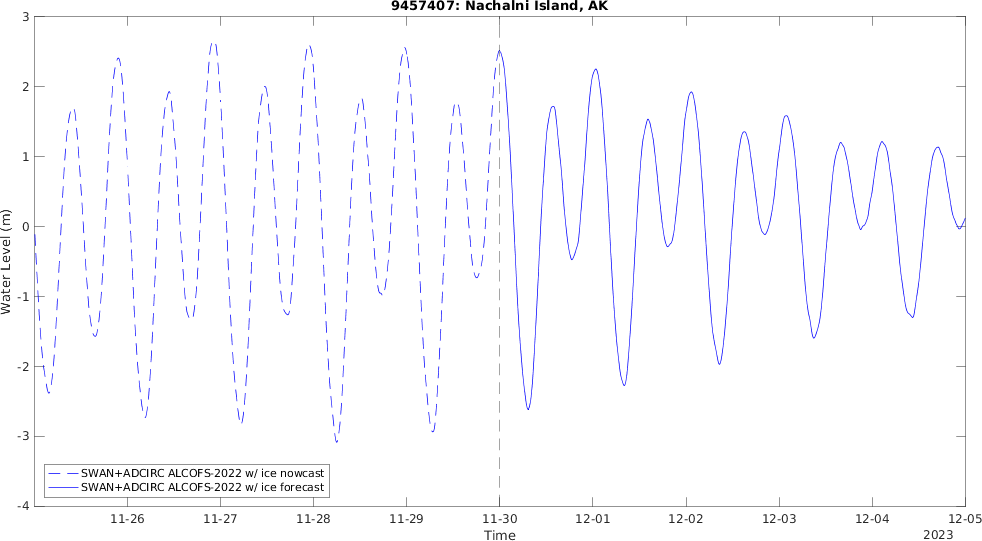 9457407: Nachalni Island, AK
3
2
1
0
-1
-2
-3
-4
Water Level (m)
SWAN+ADCIRC ALCOFS-2022 w/ ice nowcast
SWAN+ADCIRC ALCOFS-2022 w/ ice forecast
11-26 11-27 11-28 11-29 11-30 12-01 12-02 12-03 12-04 12-05
Time
2023